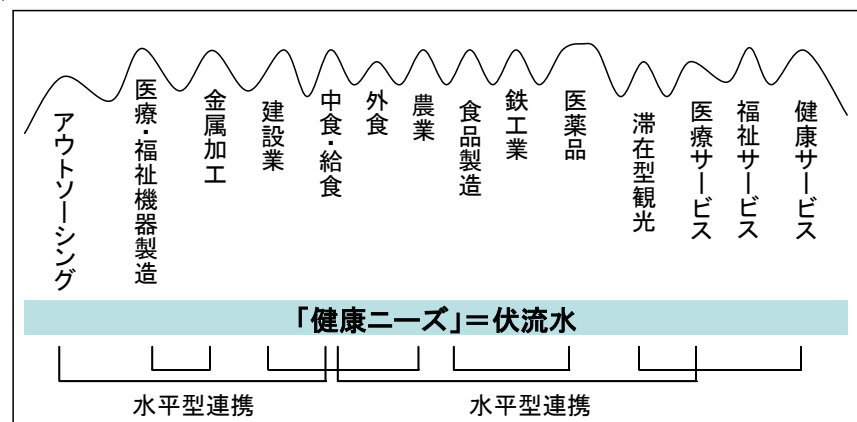 アウトソーシング
医療・福祉機器製造
金属加工
建設業
中食・給食
外食
農業
食品製造
鉄工業
医薬品
滞在型観光
医療サービス
福祉サービス
健康サービス
「健康ニーズ」＝伏流水
水平型連携
水平型連携